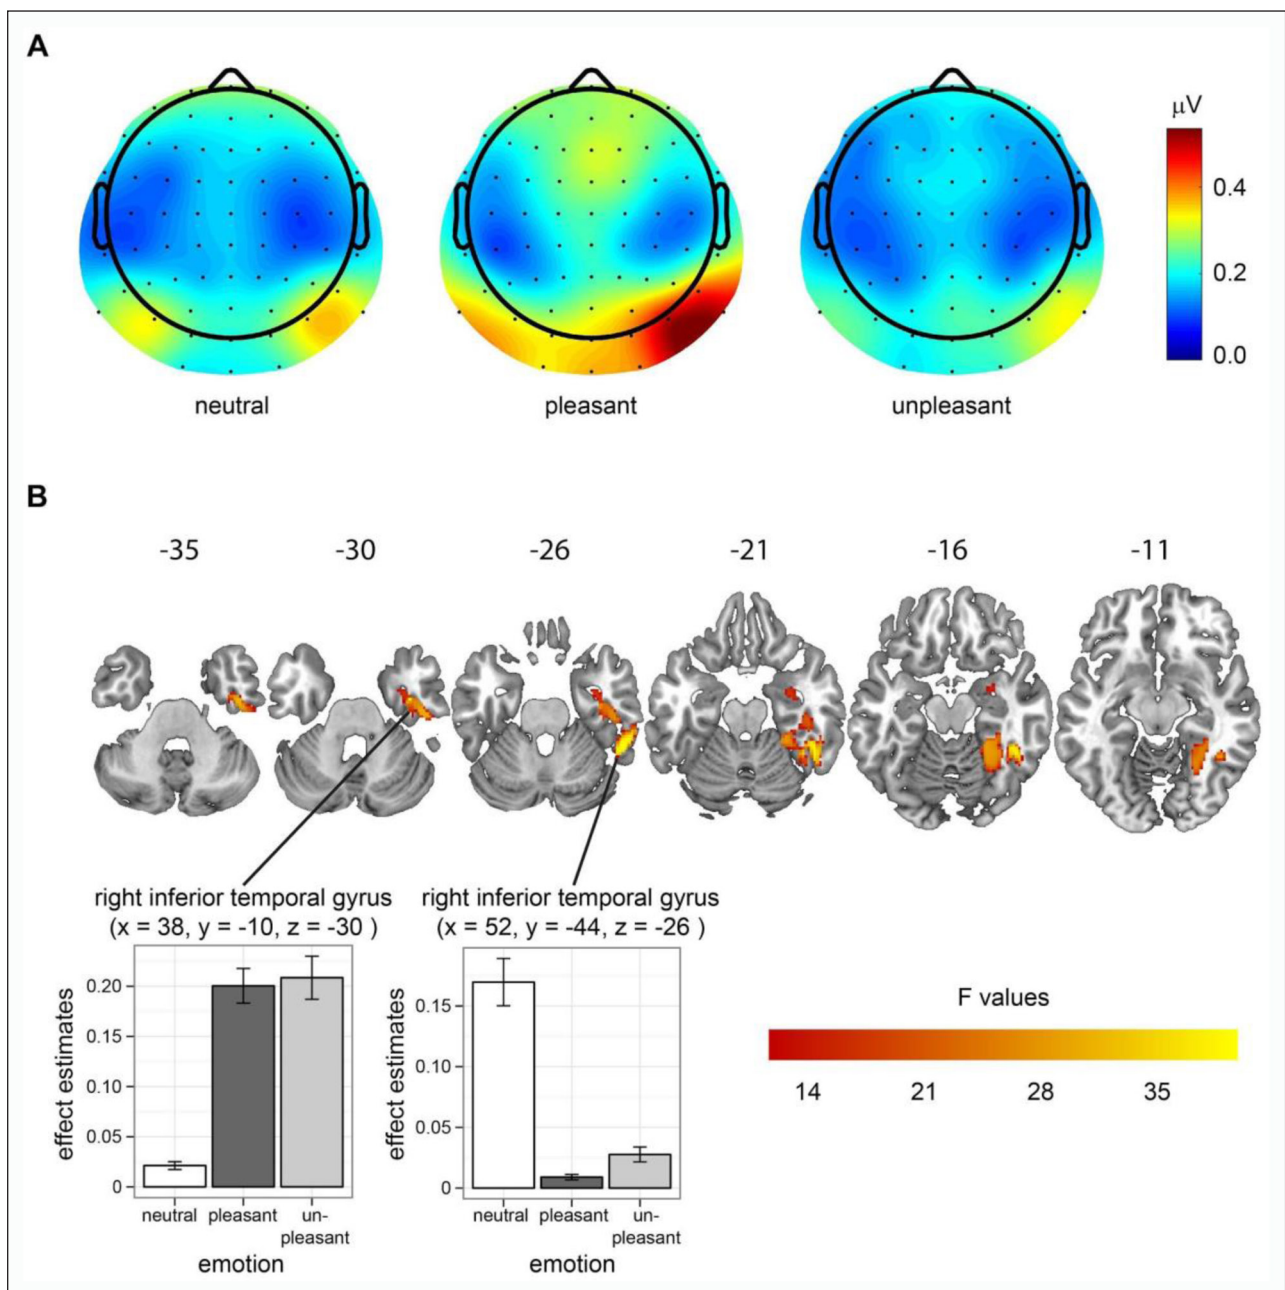 A
μV
0.4
0.2
0.0
neutral
pleasant
unpleasant
B
-35
-30
-26
-21
-16
-11
right inferior temporal gyrus
(x = 38, y = -10, z = -30 )
right inferior temporal gyrus
(x = 52, y = -44, z = -26 )
effect estimates
0.20
0.15
0.10
0.05
0
neutral
pleasant
un-
pleasant
emotion
effect estimates
0.15
0.10
0.05
0
neutral
pleasant
un-
pleasant
emotion
F values
14
21
28
35